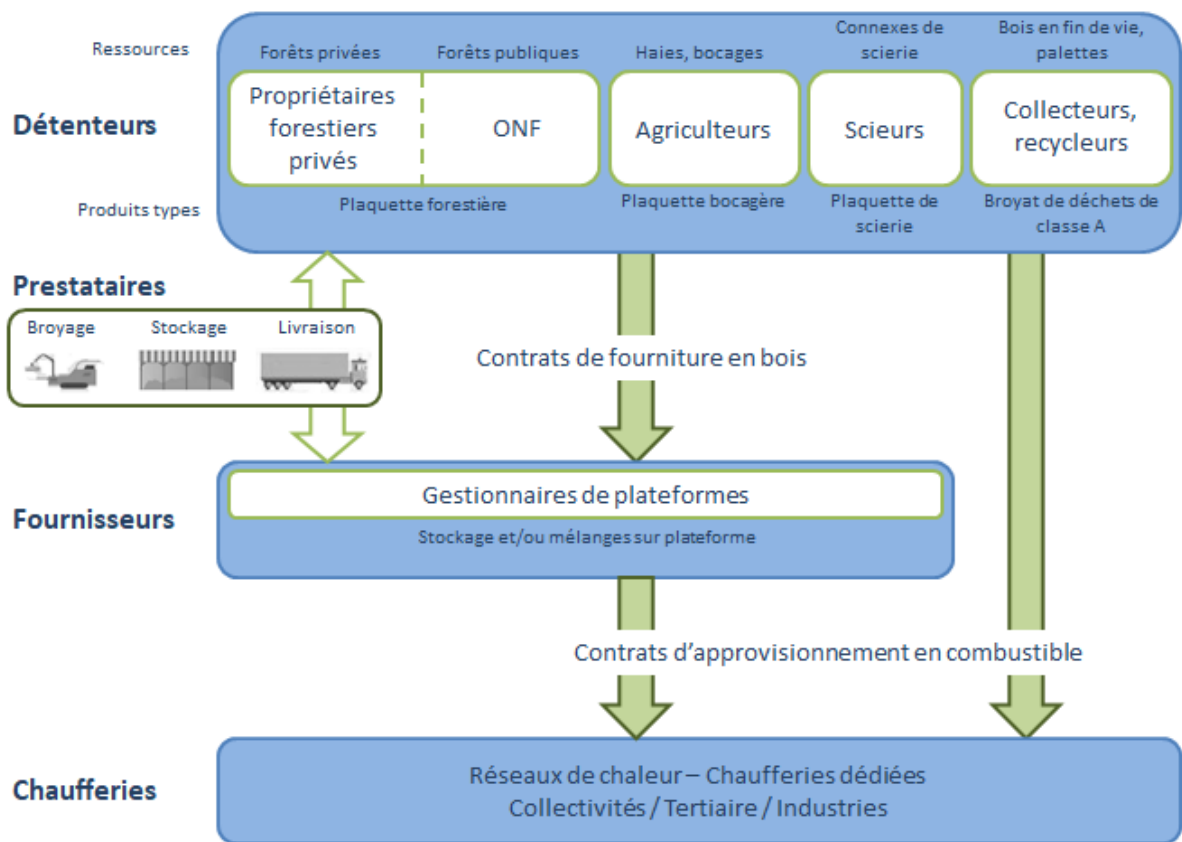 Ressources
Forêts privées
Forêts publiques
Haies, bocages
Connexes de
scierie
Bois en fin de vie,
palettes
Détenteurs
Propriétaires
forestiers
privés
ONF
Agriculteurs
Scieurs
Collecteurs,
recycleurs
Produits types
Plaquette forestière
Plaquette bocagère
Plaquette de
scierie
Broyat de déchets de
classe A
Prestataires
Broyage
Stockage
Livraison
Contrats de fourniture en bois
Fournisseurs
Gestionnaires de plateformes
Stockage et/ou mélanges sur plateforme
Contrats d’approvisionnement en combustible
Chaufferies
Réseaux de chaleur – Chaufferies dédiées
Collectivités / Tertiaire / Industries